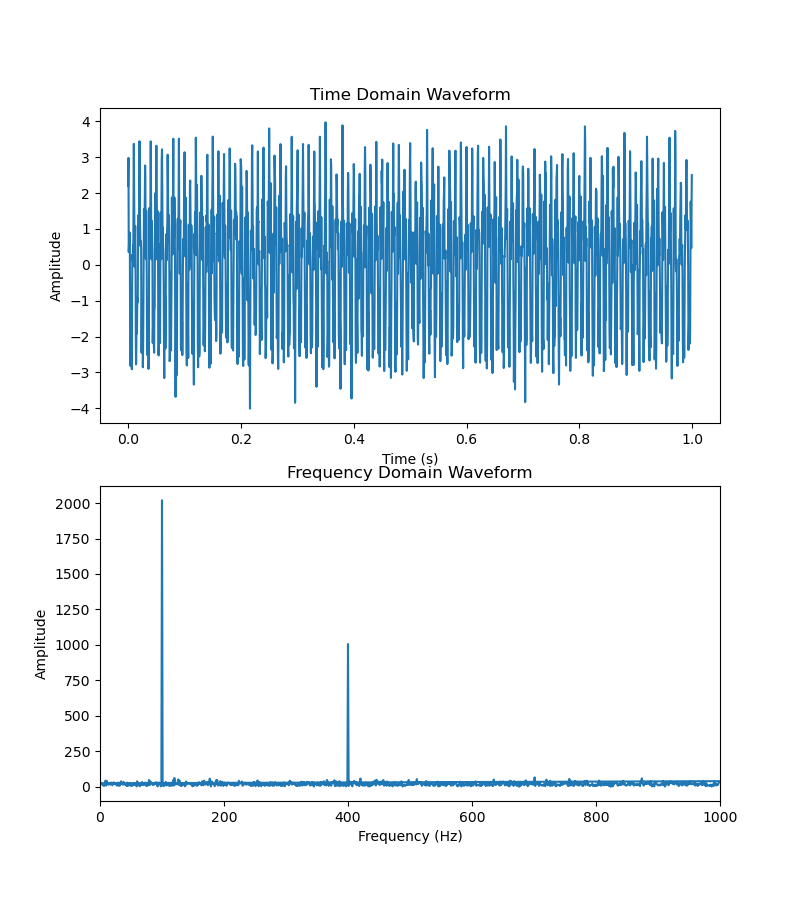 Time Domain Waveform
Amplitude
4
3
2
1
0
−1
−2
−3
−4
0.0 0.2 0.4 0.6 0.8 1.0
Time (s)
Frequency Domain Waveform
Amplitude
2000
1750
1500
1250
1000
750
500
250
0
0 200 400 600 800 1000
Frequency (Hz)